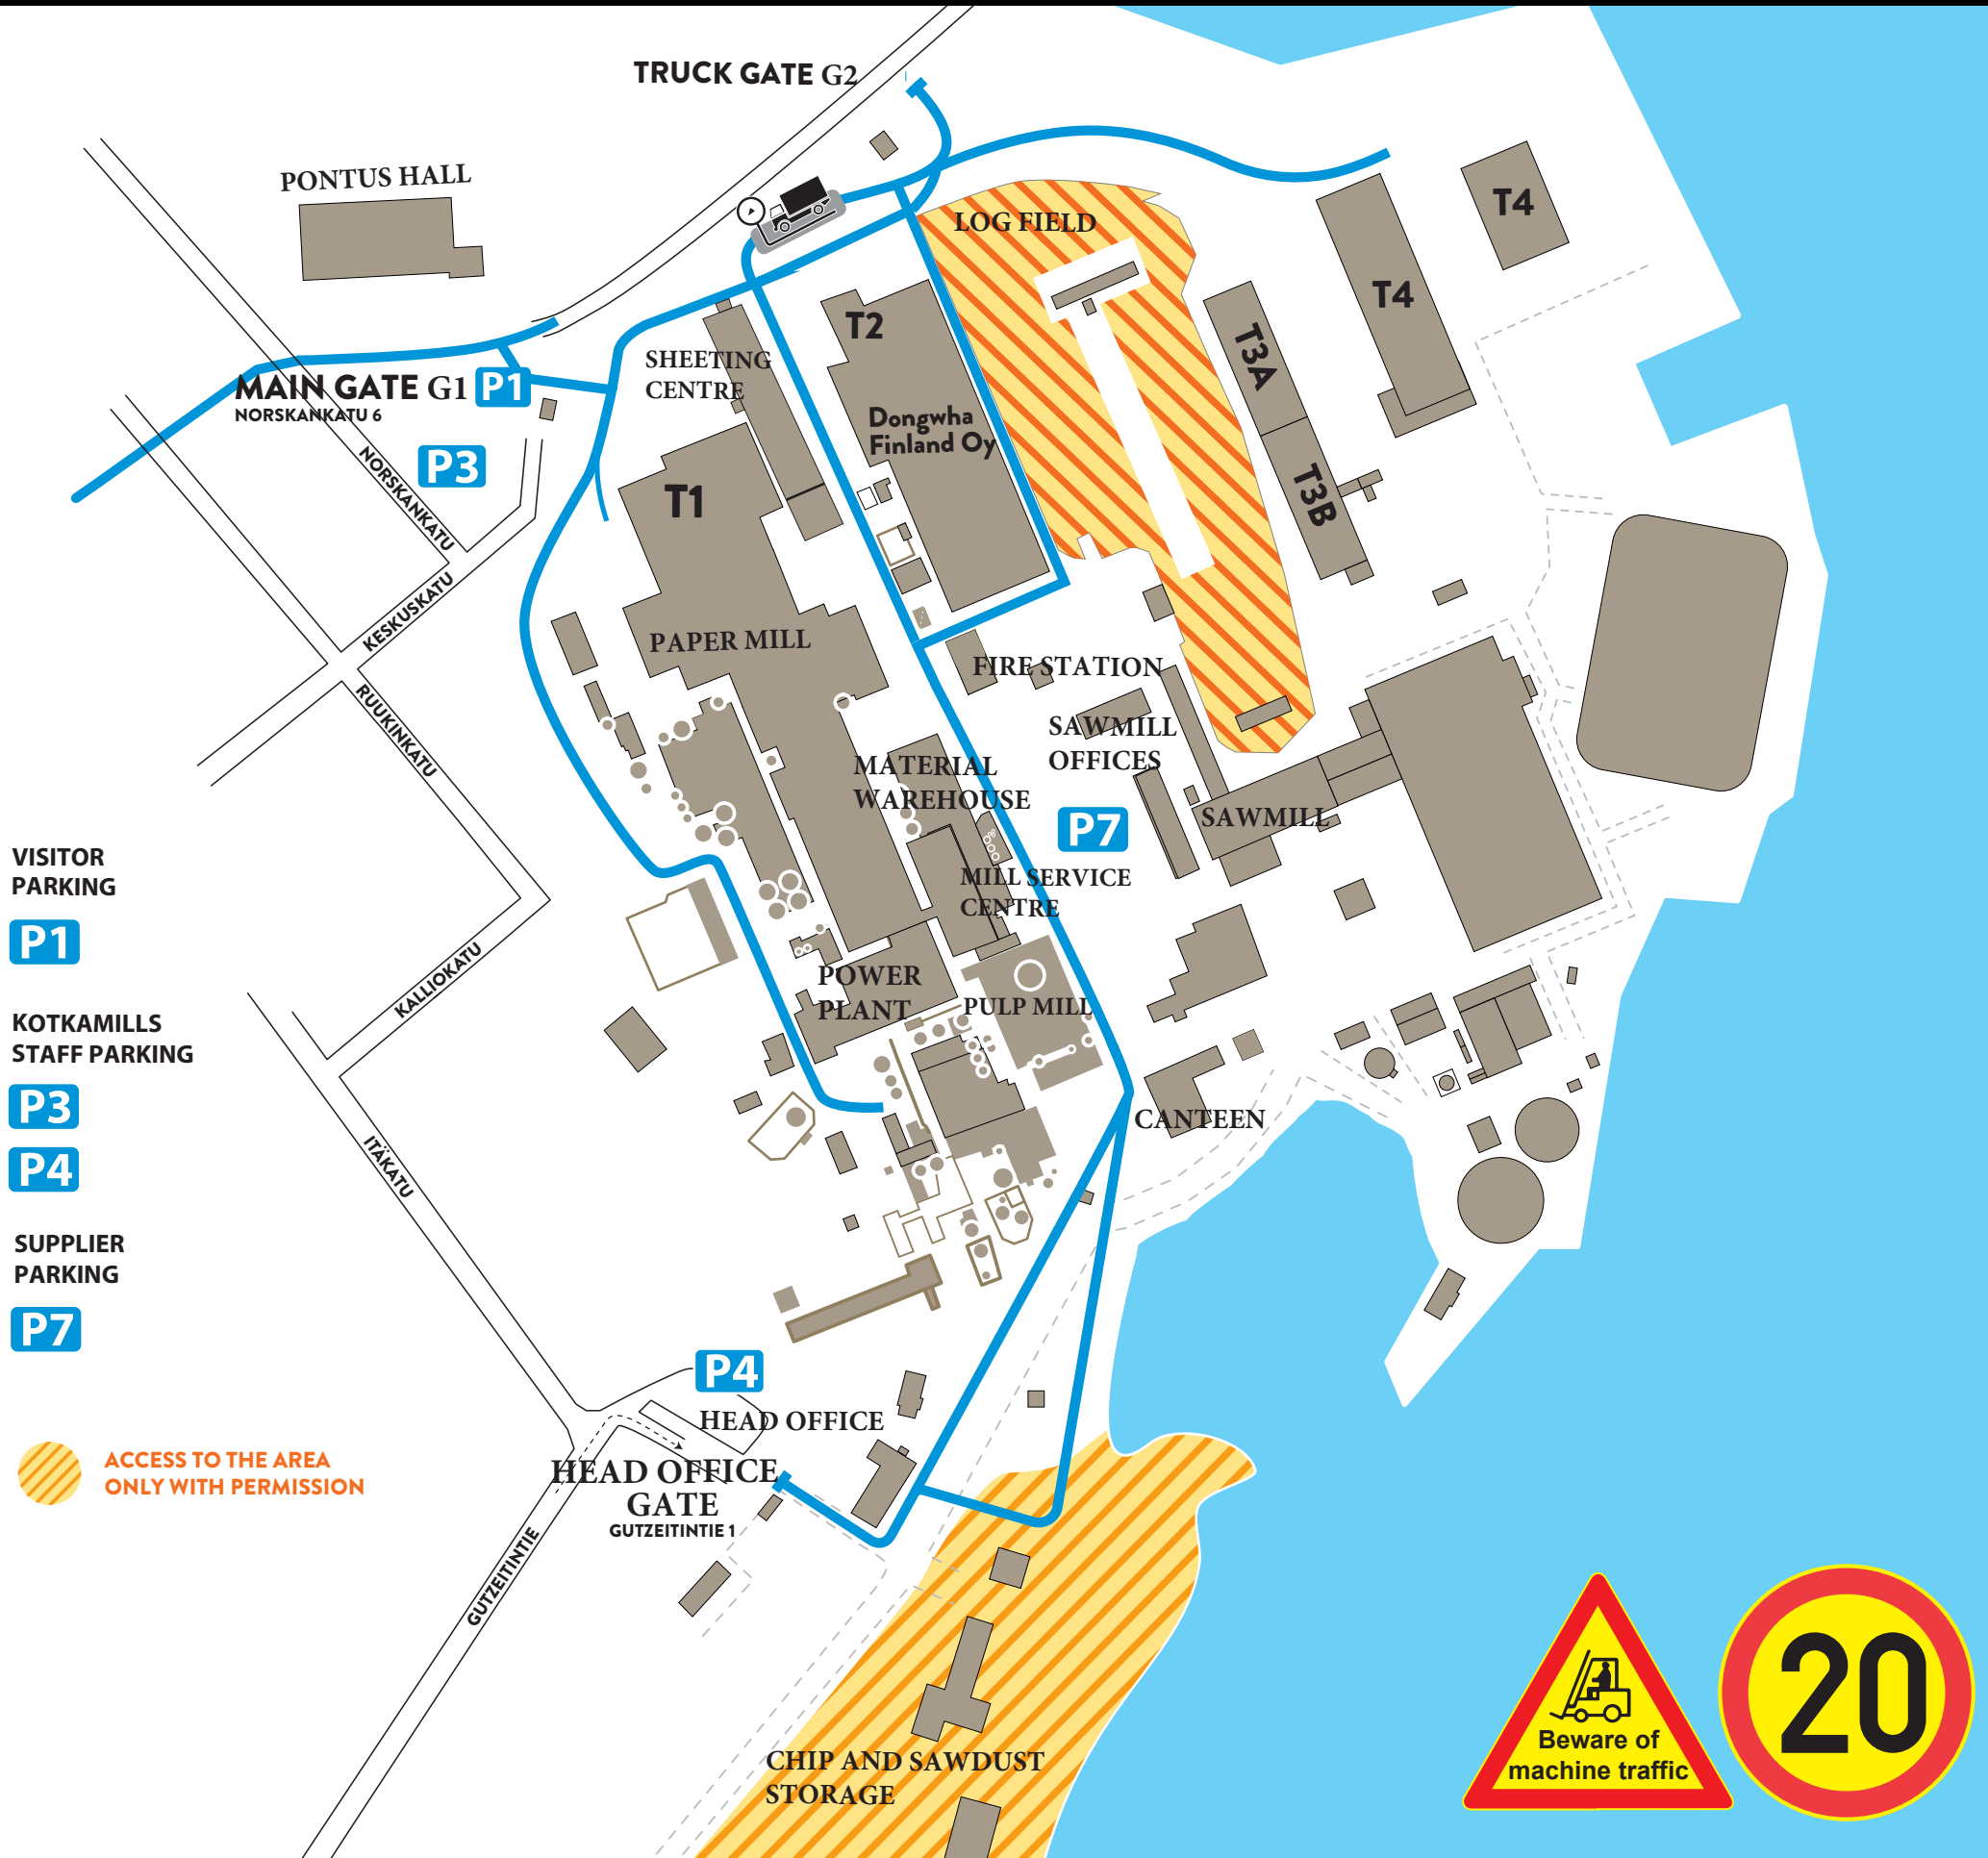 TRUCK GATE G2
PONTUS HALL
LOG FIELD
T4
T4
T2
T3A
SHEETING
CENTRE
MAIN GATE G1 P1
NORSKANKATU 6
Dongwha
Finland Oy
P3
NORSKANKATU
T1
T3B
KESKUSKATU
PAPER MILL
FIRE STATION
RUUKINKATU
SAWMILL
OFFICES
MATERIAL
WAREHOUSE
P7
SAWMILL
MILL SERVICE
CENTRE
VISITOR
PARKING
P1
KALLIOKATU
POWER
PLANT
PULP MILL
KOTKAMILLS
STAFF PARKING
P3
P4
CANTEEN
ITÄKATU
SUPPLIER
PARKING
P7
P4
HEAD OFFICE
ACCESS TO THE AREA
ONLY WITH PERMISSION
HEAD OFFICE
GATE
GUTZEITINTIE 1
GUTZEITINTIE
CHIP AND SAWDUST
STORAGE
Beware of
machine traffic
20